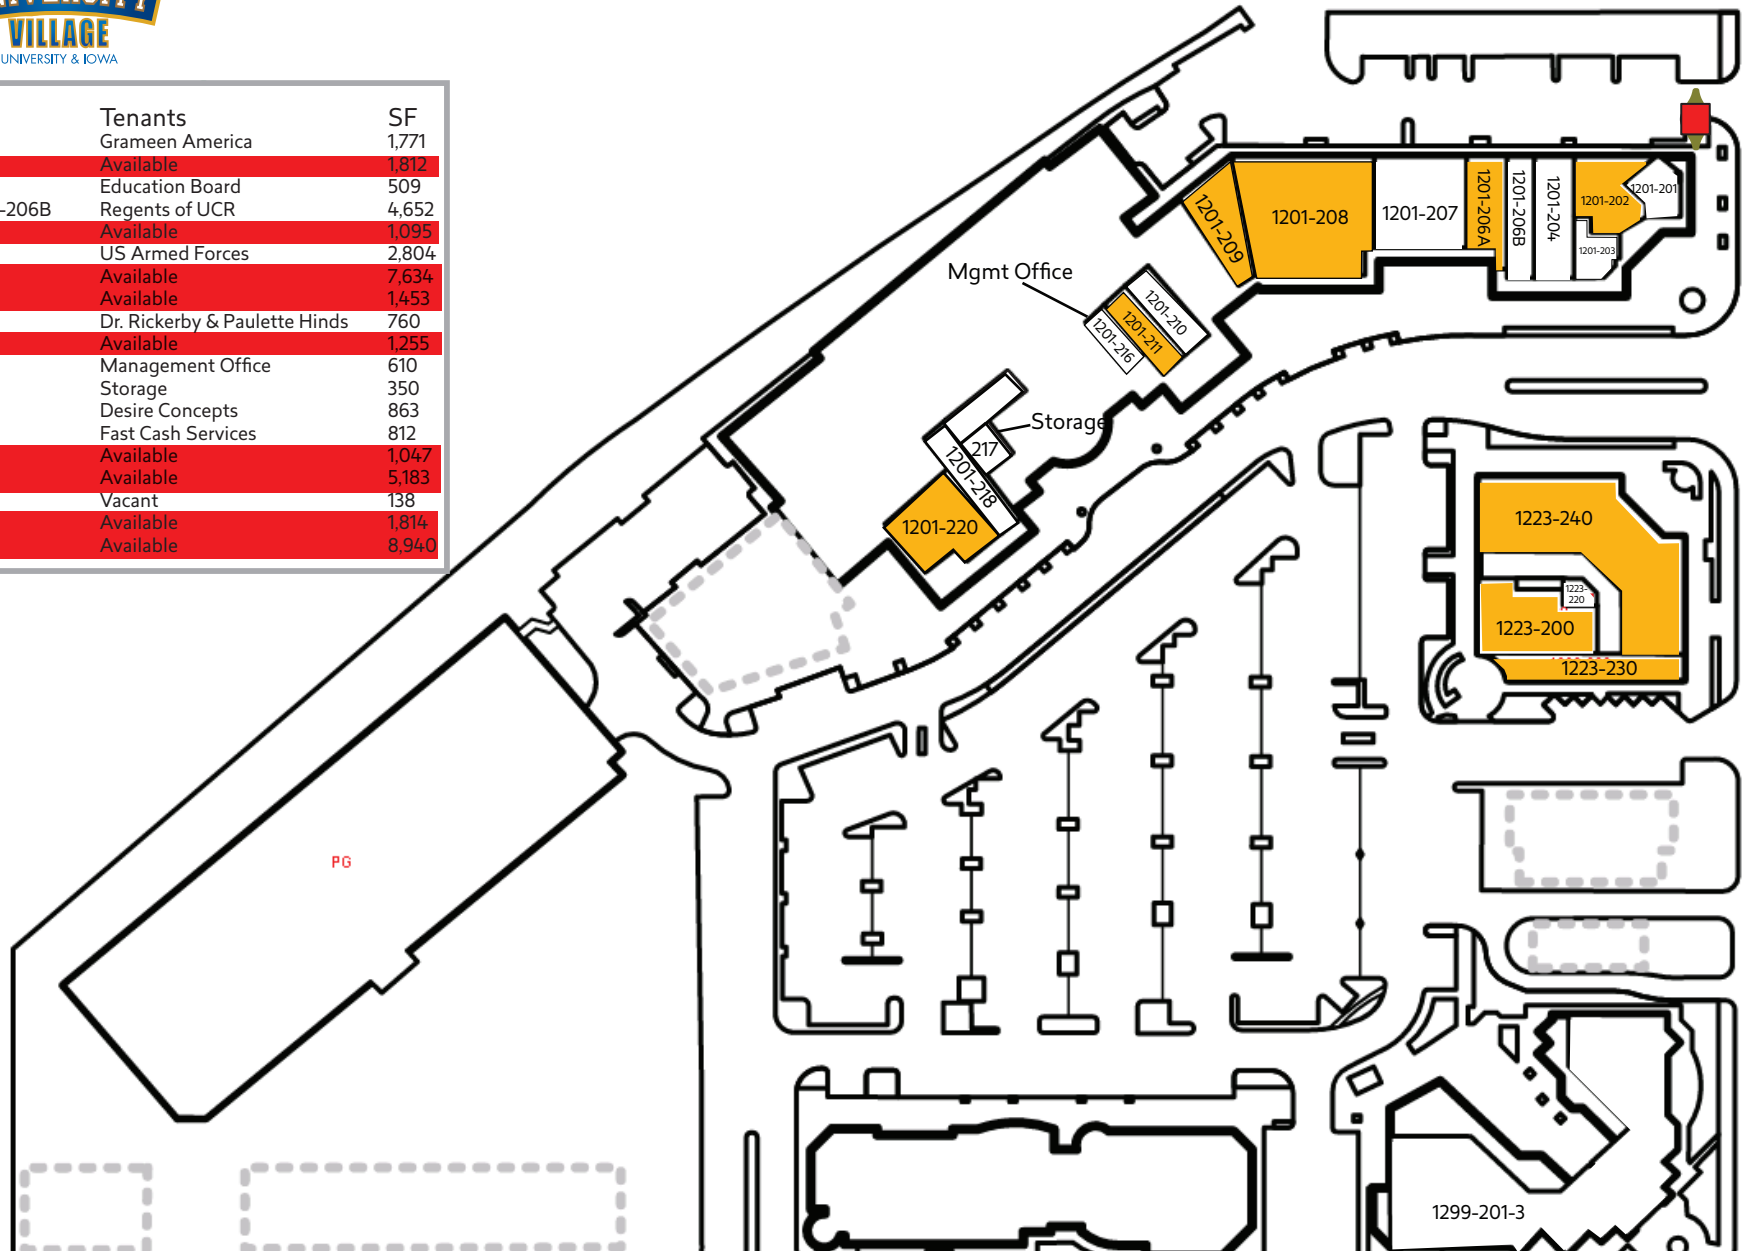 VILLAGE
UNIVERSITY & IOWA
Tenants SF
Grameen America 1,771
Available 1,812
Education Board 509
-206B Regents of UCR 4,652
Available 1,095
US Armed Forces 2,804
Available 7,634
Available 1,453
Dr. Rickerby & Paulette Hinds 760
Available 1,255
Management Office 610
Storage 350
Desire Concepts 863
Fast Cash Services 812
Available 1,047
Available 5,183
Vacant 138
Available 1,814
Available 8,940
1201-209
1201-208
1201-207
1201-206A
1201-206B
1201-204
1201-202
1201-201
1201-203
Mgmt Office
1201-210
1201-211
1201-216
Storage
217
1201-218
1201-220
1223-240
1223-
220
1223-200
1223-230
PG
1299-201-3